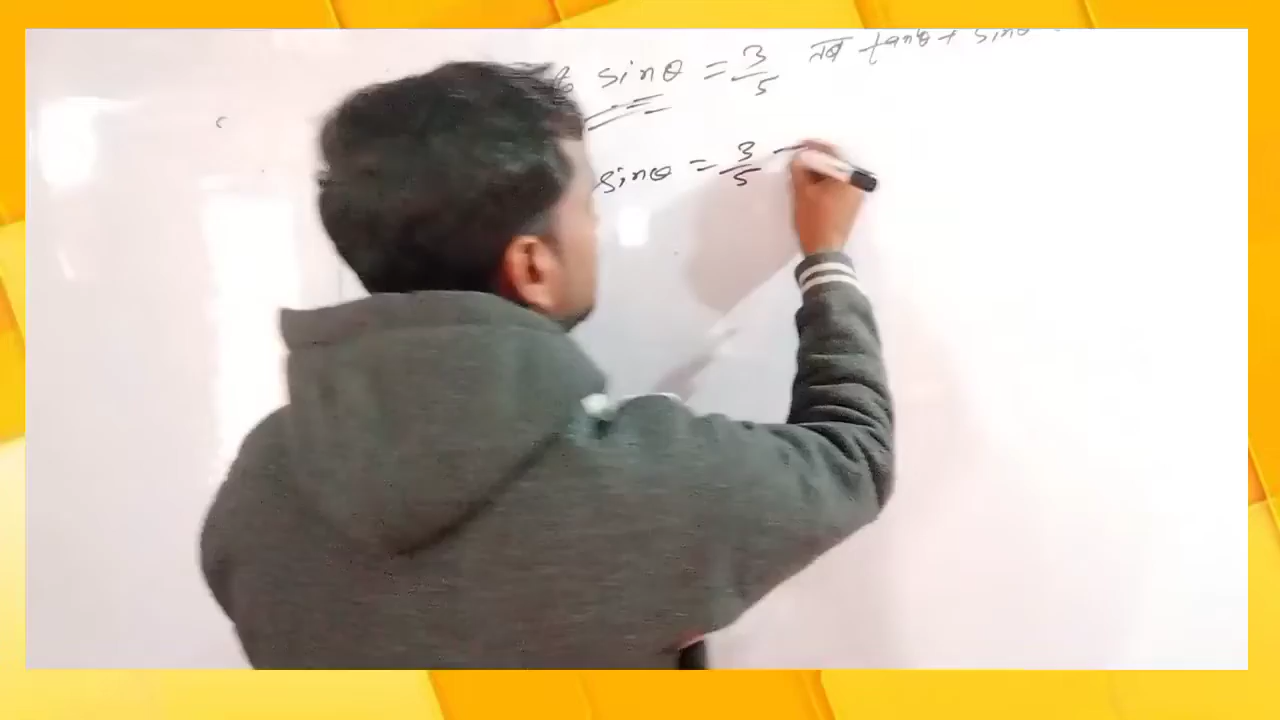 sinθ = 3/5 तब tanθ + sinθ
sinθ = 3/5